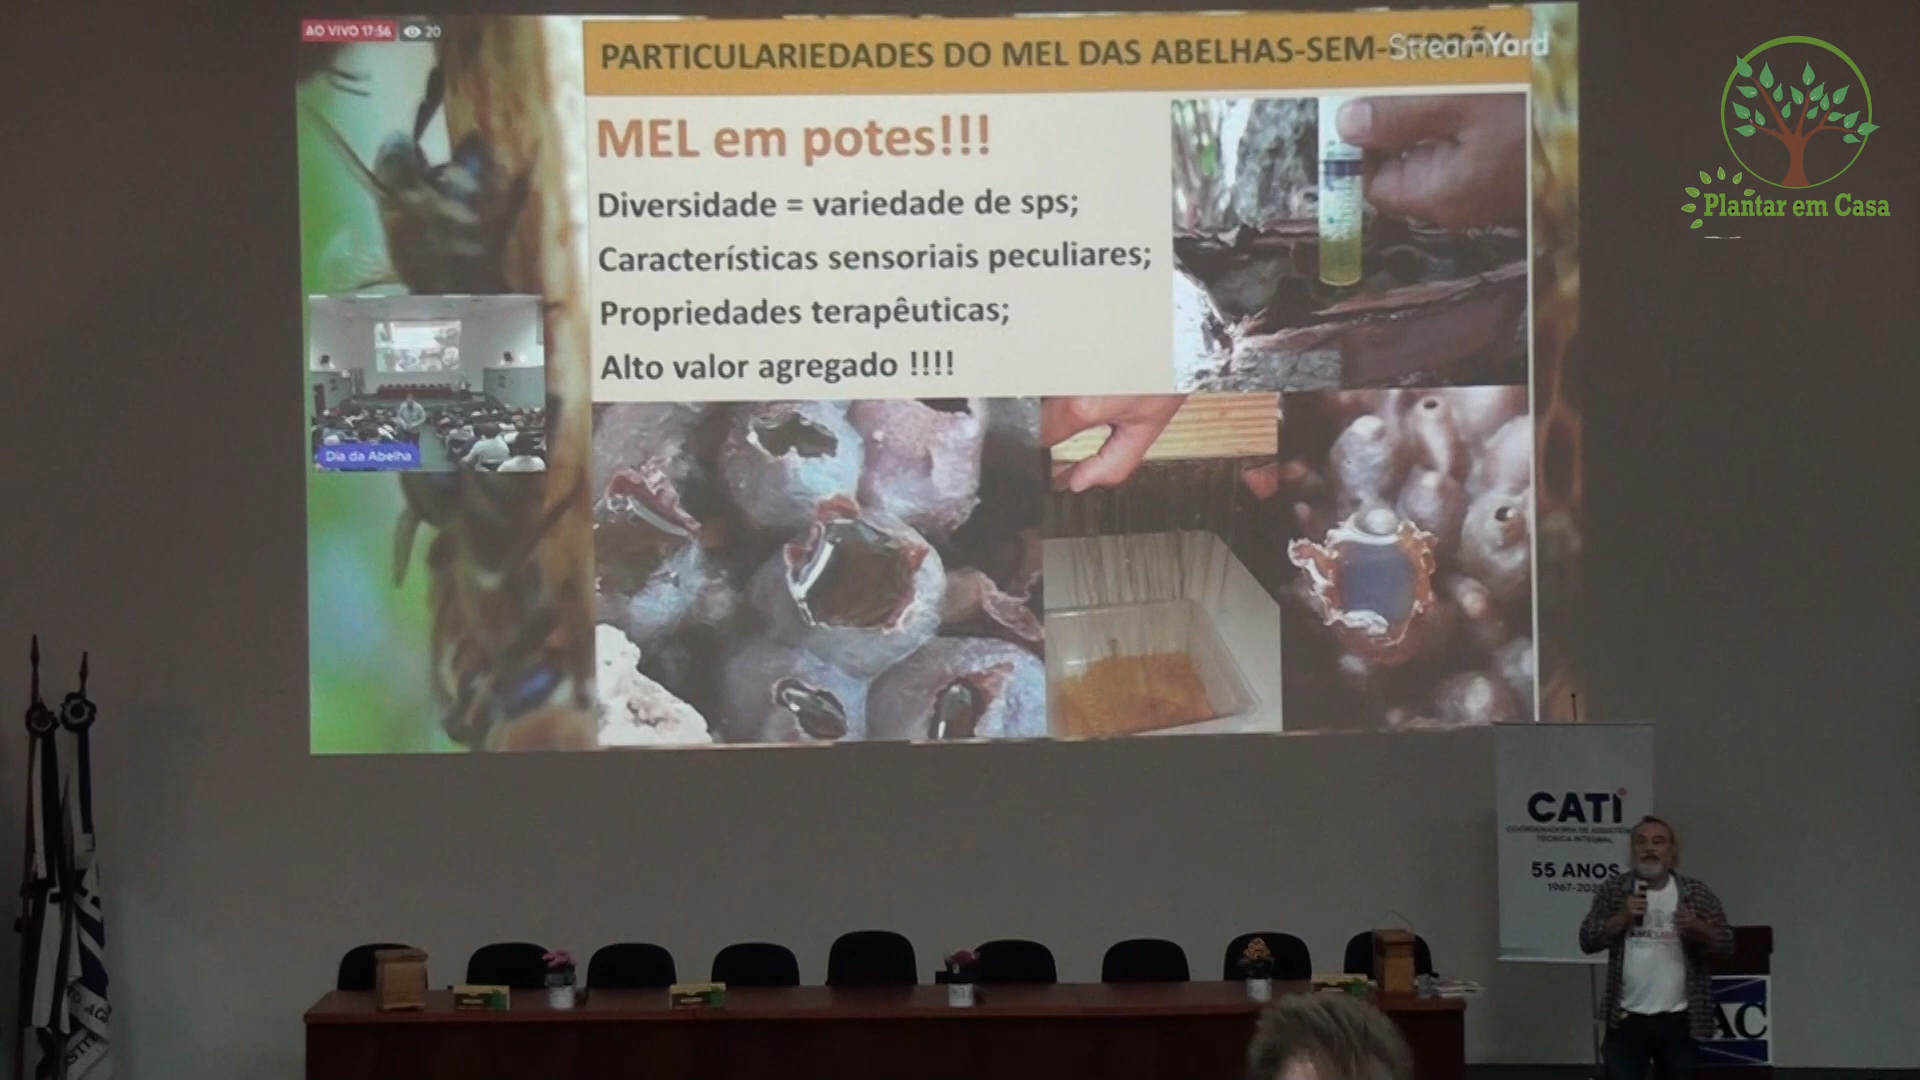 AO VIVO 17:56 20
PARTICULARIEDADES DO MEL DAS ABELHAS-SEM-
StreamYard
MEL em potes!!!
Diversidade = variedade de sps;
Características sensoriais peculiares;
Propriedades terapêuticas;
Alto valor agregado !!!!
Dia da Abelha
Plantar em Casa
CATI
COORDENADORIA DE
TÉCNICA INTEGRAL
55 ANOS
1967-202
AC